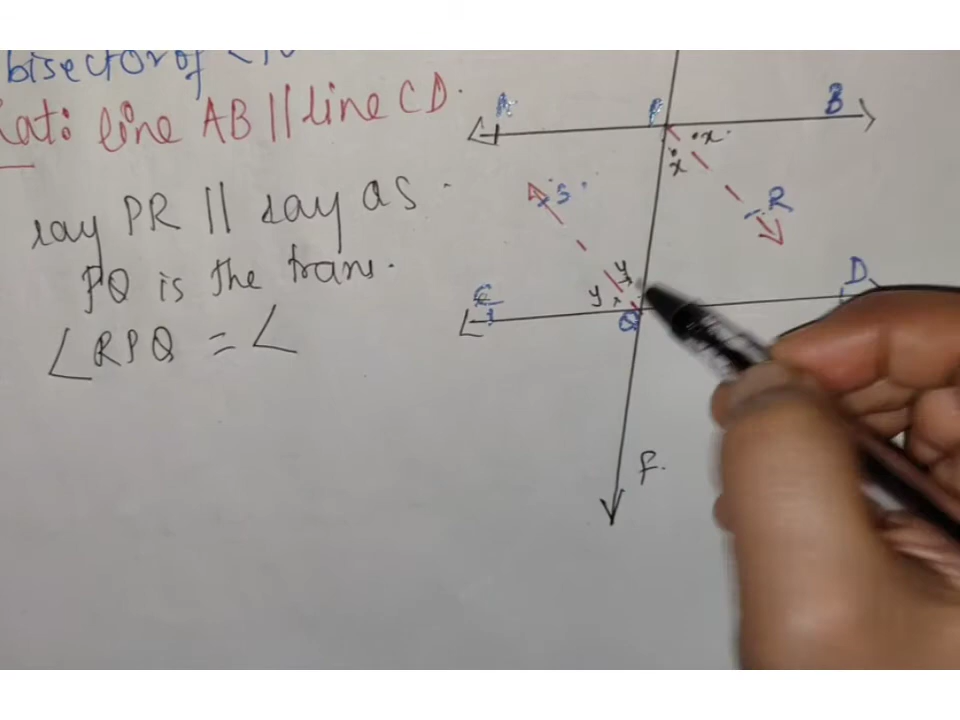 bisector of
line AB || line CD.
ray PR || ray QS
PQ is the trans.
∠RPQ = ∠
A P B
x
x
S R
y
y
C Q D
F.